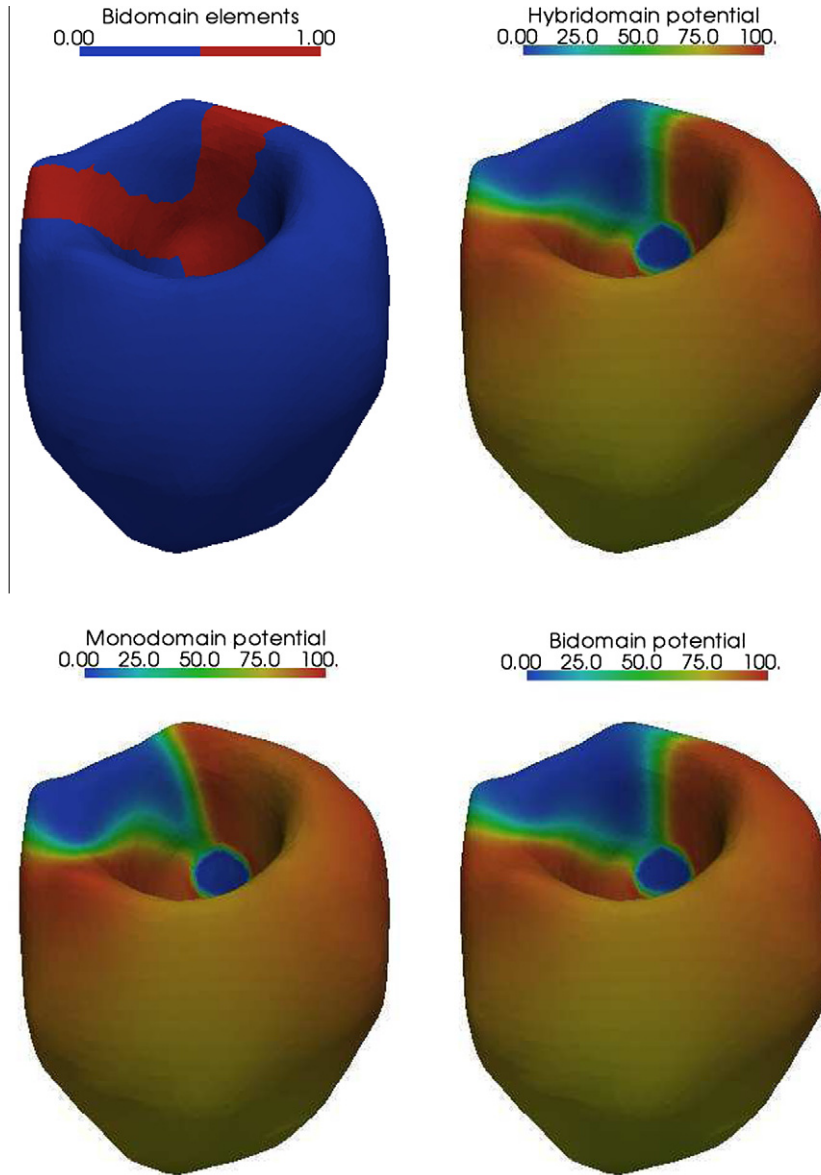 Bidomain elements
0.00 1.00
Hybridomain potential
0.00 25.0 50.0 75.0 100.
Monodomain potential
0.00 25.0 50.0 75.0 100.
Bidomain potential
0.00 25.0 50.0 75.0 100.